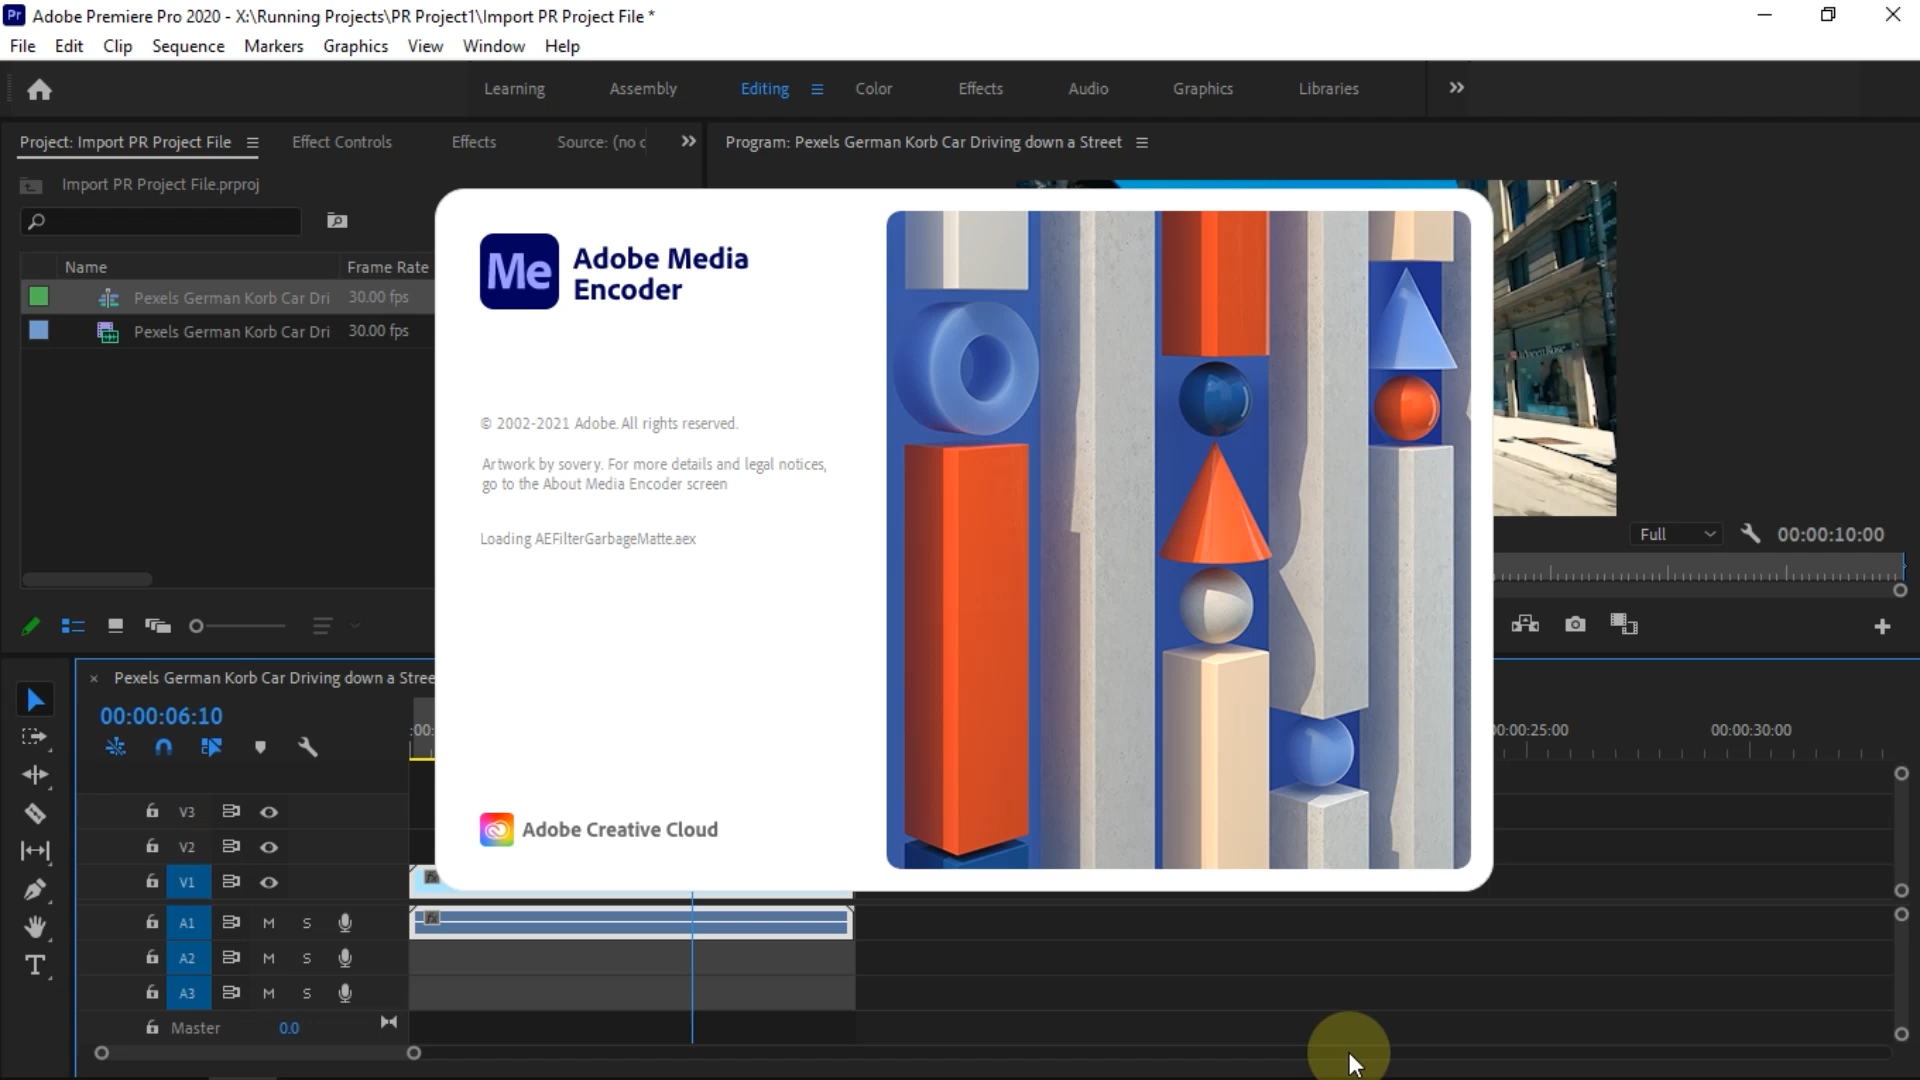 Pr Adobe Premiere Pro 2020 - X:\Running Projects\PR Project1\Import PR Project File *
File Edit Clip Sequence Markers Graphics View Window Help
Learning Assembly Editing Color Effects Audio Graphics Libraries
Project: Import PR Project File Effect Controls Effects Source: (no c
Program: Pexels German Korb Car Driving down a Street
Import PR Project File.prproj
Name Frame Rate
Pexels German Korb Car Dri 30.00 fps
Pexels German Korb Car Dri 30.00 fps
Me Adobe Media
Encoder
© 2002-2021 Adobe. All rights reserved.
Artwork by sovery. For more details and legal notices,
go to the About Media Encoder screen
Loading AEFilterGarbageMatte.aex
Adobe Creative Cloud
Full 00:00:10:00
× Pexels German Korb Car Driving down a Stree
00:00:06:10
:00: 0:00:25:00 00:00:30:00
V3
V2
V1 fx
A1 M S fx
A2 M S
A3 M S
Master 0.0